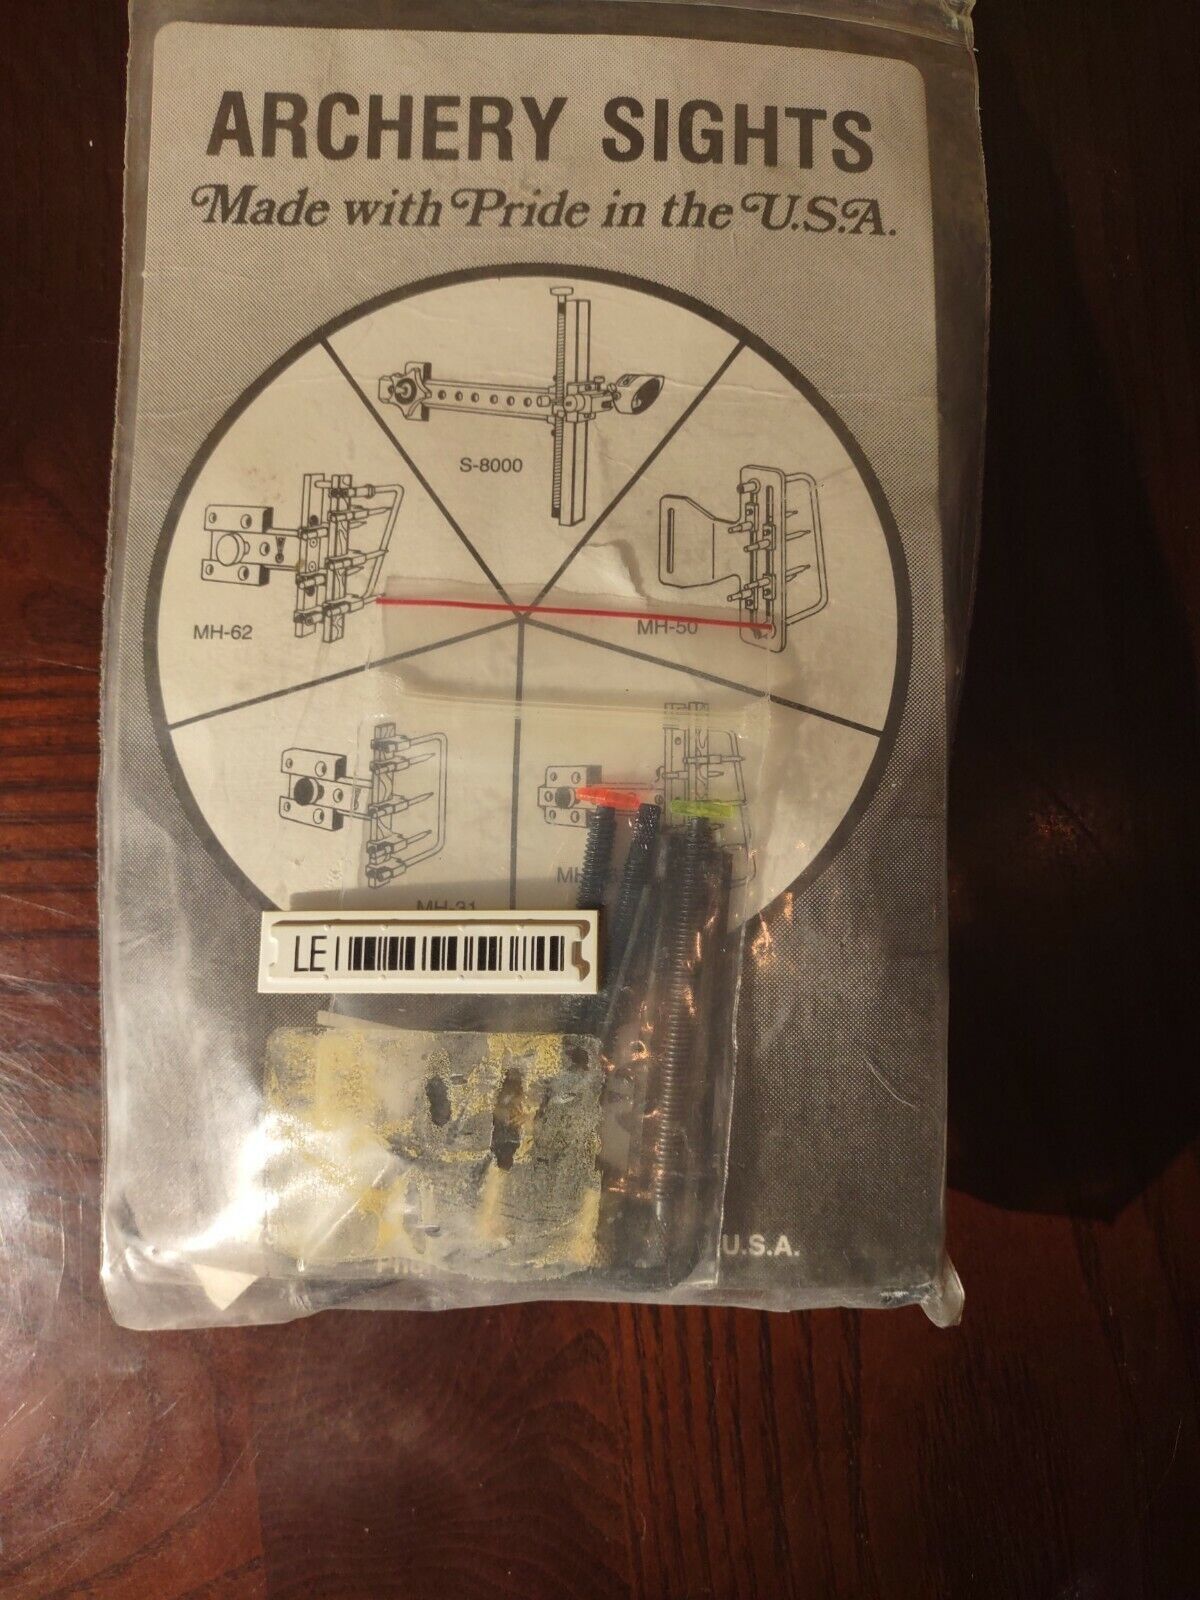 ARCHERY SIGHTS
Made with Pride in the U.S.A.
S-8000
MH-62
MH-50
MH-31
LE
U.S.A.